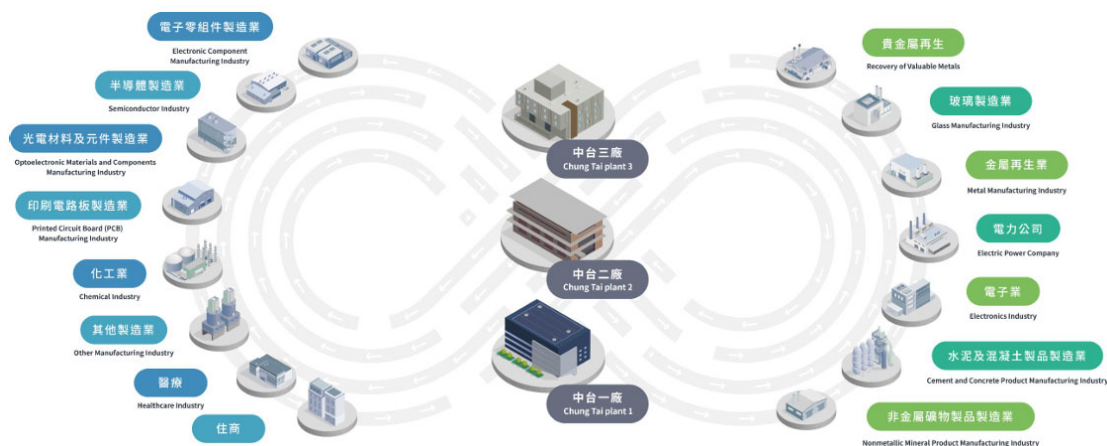 電子零組件製造業
Electronic Component
Manufacturing Industry
半導體製造業
Semiconductor Industry
光電材料及元件製造業
Optoelectronic Materials and Components
Manufacturing Industry
印刷電路板製造業
Printed Circuit Board (PCB)
Manufacturing Industry
化工業
Chemical Industry
其他製造業
Other Manufacturing Industry
醫療
Healthcare Industry
住商
中台三廠
Chung Tai plant 3
中台二廠
Chung Tai plant 2
中台一廠
Chung Tai plant 1
貴金屬再生
Recovery of Valuable Metals
玻璃製造業
Glass Manufacturing Industry
金屬再生業
Metal Manufacturing Industry
電力公司
Electric Power Company
電子業
Electronics Industry
水泥及混凝土製品製造業
Cement and Concrete Product Manufacturing Industry
非金屬礦物製品製造業
Nonmetallic Mineral Product Manufacturing Industry